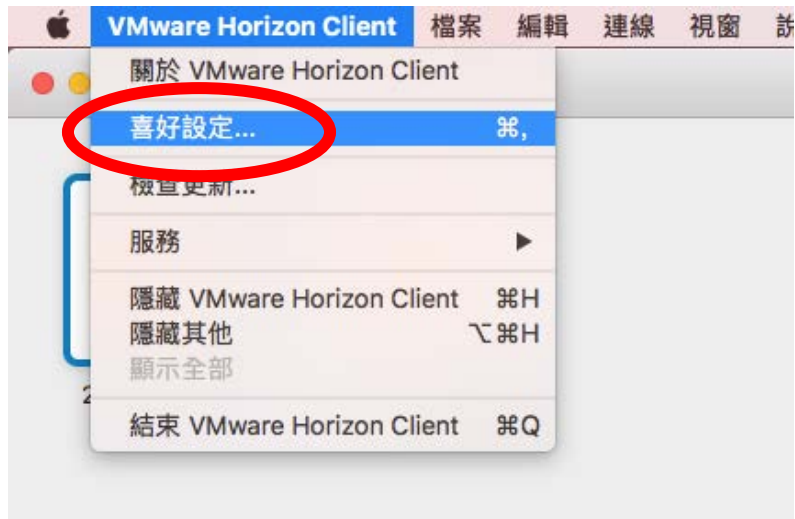 VMware Horizon Client 檔案 編輯 連線 視窗
關於 VMware Horizon Client
喜好設定... ⌘,
檢查更新...
服務 ▶
隱藏 VMware Horizon Client ⌘H
隱藏其他 ⌥⌘H
顯示全部
結束 VMware Horizon Client ⌘Q